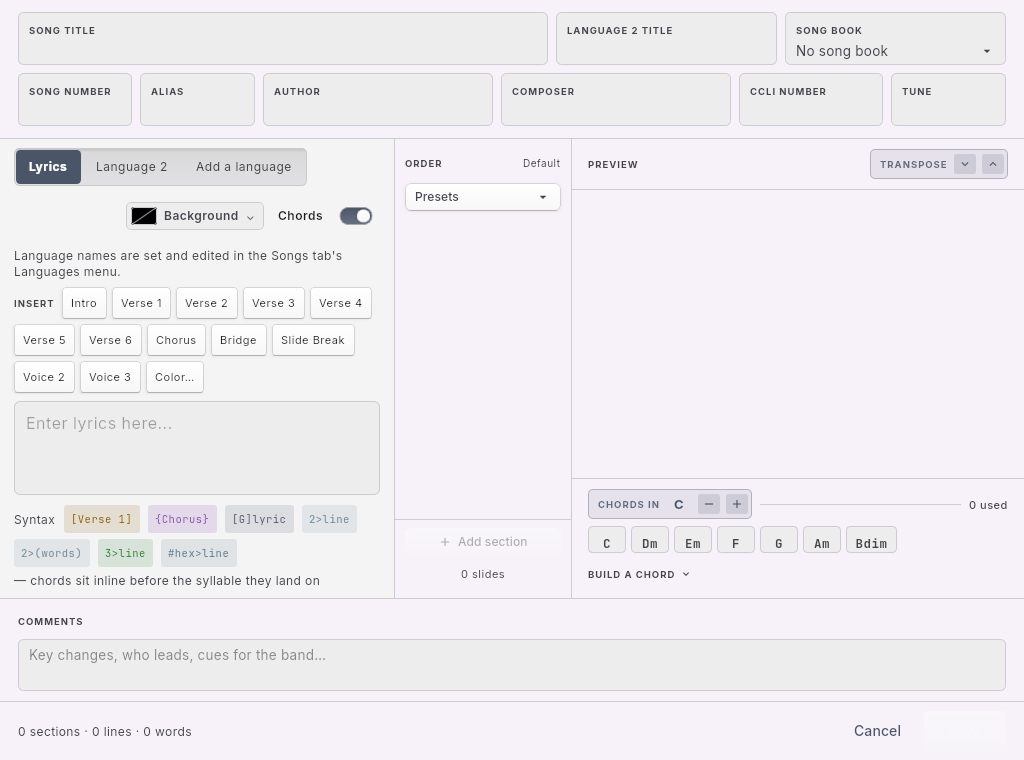 SONG TITLE
LANGUAGE 2 TITLE
SONG BOOK
No song book
SONG NUMBER
ALIAS
AUTHOR
COMPOSER
CCLI NUMBER
TUNE
Lyrics
Language 2
Add a language
Background
Chords
Language names are set and edited in the Songs tab's
Languages menu.
INSERT
Intro
Verse 1
Verse 2
Verse 3
Verse 4
Verse 5
Verse 6
Chorus
Bridge
Slide Break
Voice 2
Voice 3
Color...
Enter lyrics here...
Syntax
[Verse 1]
{Chorus}
[G]lyric
2>line
2>(words)
3>line
#hex>line
— chords sit inline before the syllable they land on
ORDER
Default
Presets
+ Add section
0 slides
PREVIEW
TRANSPOSE
CHORDS IN
C
− +
0 used
C
Dm
Em
F
G
Am
Bdim
BUILD A CHORD
COMMENTS
Key changes, who leads, cues for the band...
0 sections · 0 lines · 0 words
Cancel